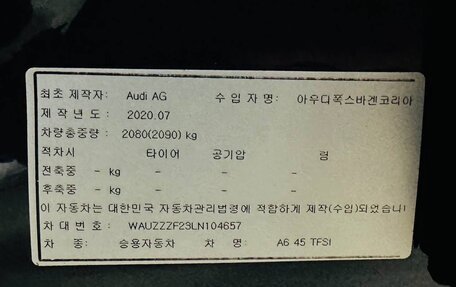 최초 제작자: Audi AG 수 입 자 명: 아우디폭스바겐코리아
제 작 년 도: 2020.07
차량총중량: 2080(2090) kg
적차시 타이어 공기압 림
전축중 - kg - - -
후축중 - kg - - -
이 자동차는 대한민국 자동차관리법령에 적합하게 제작(수입)되었습니
차 대 번 호: WAUZZZF23LN104657
차 종: 승용자동차 차 명: A6 45 TFSI